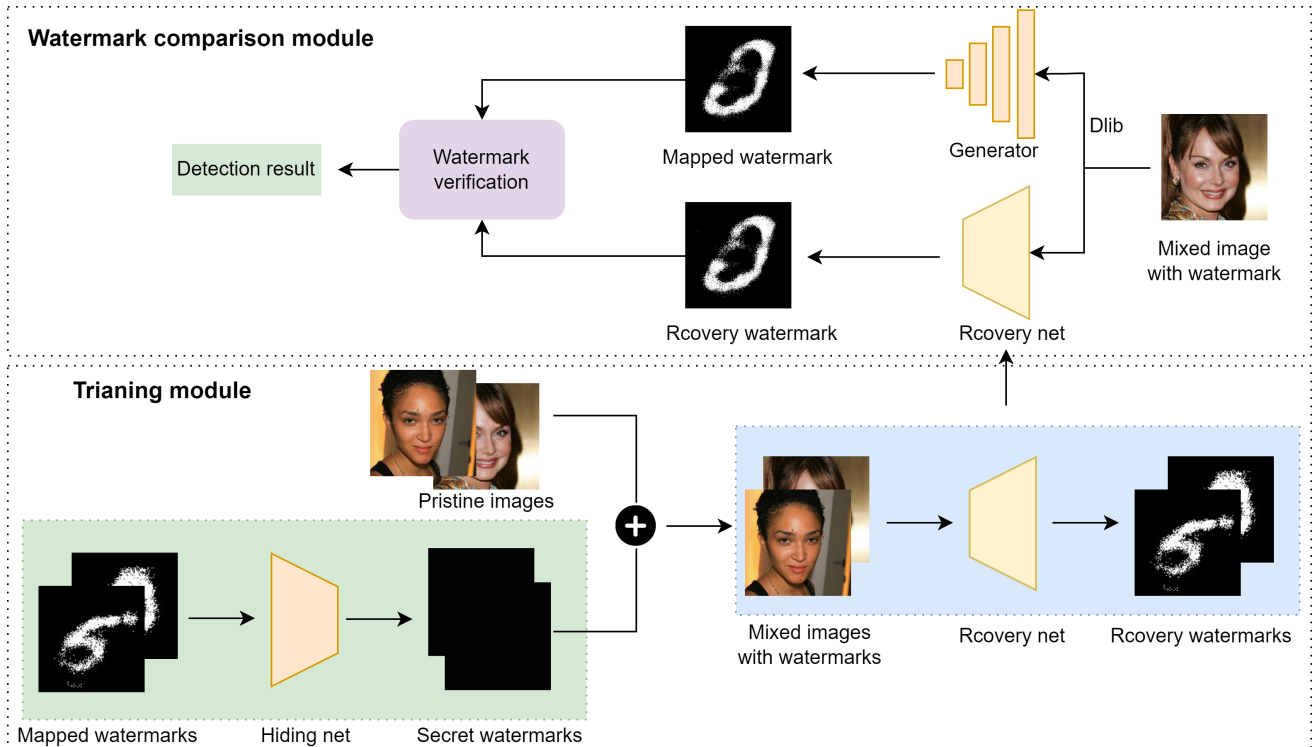 Watermark comparison module
Dlib
Generator
Mapped watermark
Watermark
verification
Detection result
Mixed image
with watermark
Rcovery watermark
Rcovery net
Trianing module
Pristine images
Mixed images
with watermarks
Rcovery net
Rcovery watermarks
Mapped watermarks
Hiding net
Secret watermarks